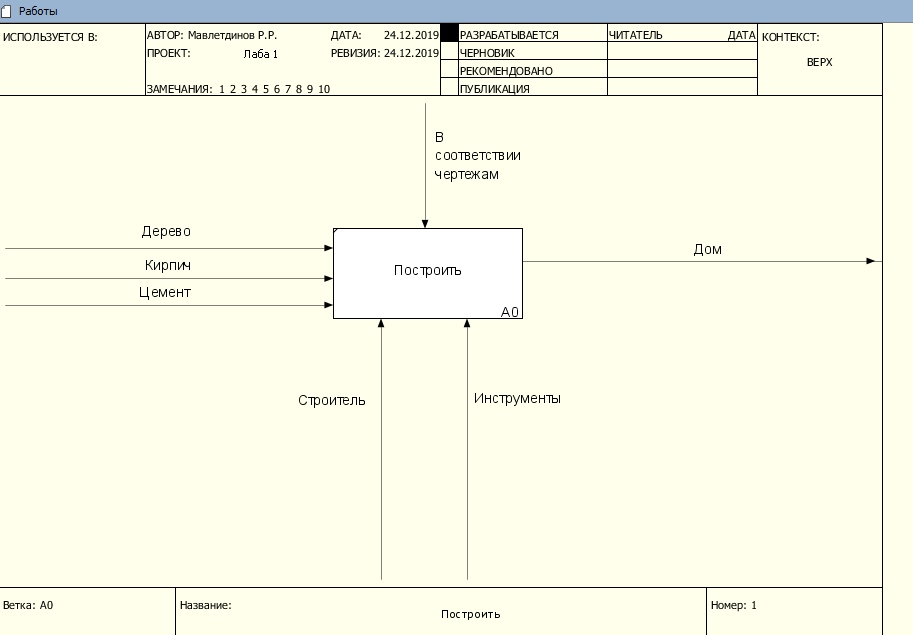 Работы
ИСПОЛЬЗУЕТСЯ В:
АВТОР: Мавлетдинов Р.Р.
ДАТА: 24.12.2019
ПРОЕКТ: Лаба 1
РЕВИЗИЯ: 24.12.2019
ЗАМЕЧАНИЯ: 1 2 3 4 5 6 7 8 9 10
РАЗРАБАТЫВАЕТСЯ
ЧЕРНОВИК
РЕКОМЕНДОВАНО
ПУБЛИКАЦИЯ
ЧИТАТЕЛЬ ДАТА
КОНТЕКСТ:
ВЕРХ
В
соответствии
чертежам
Дерево
Кирпич
Цемент
Построить
A0
Дом
Строитель
Инструменты
Ветка: A0
Название:
Построить
Номер: 1